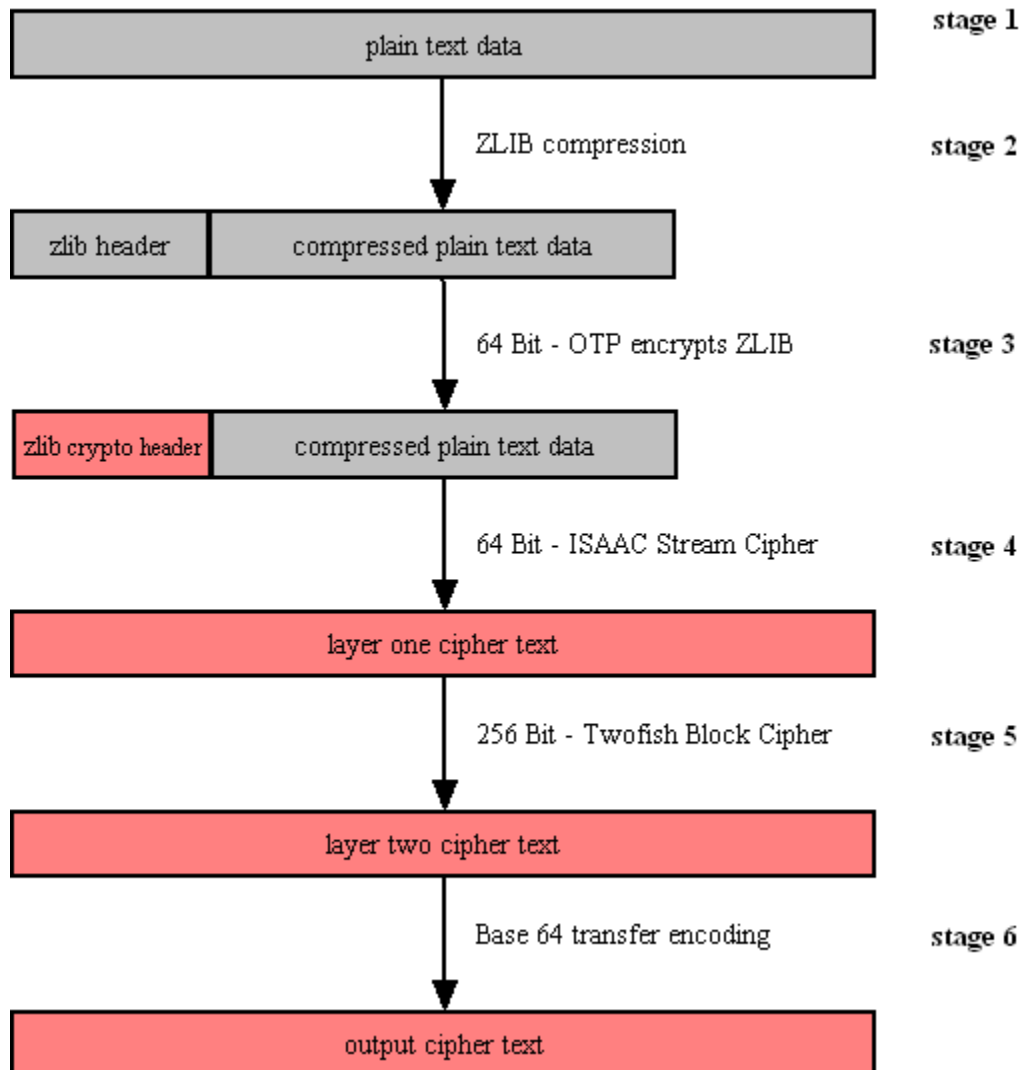 stage 1
plain text data
ZLIB compression
stage 2
zlib header
compressed plain text data
64 Bit - OTP encrypts ZLIB
stage 3
zlib crypto header
compressed plain text data
64 Bit - ISAAC Stream Cipher
stage 4
layer one cipher text
256 Bit - Twofish Block Cipher
stage 5
layer two cipher text
Base 64 transfer encoding
stage 6
output cipher text